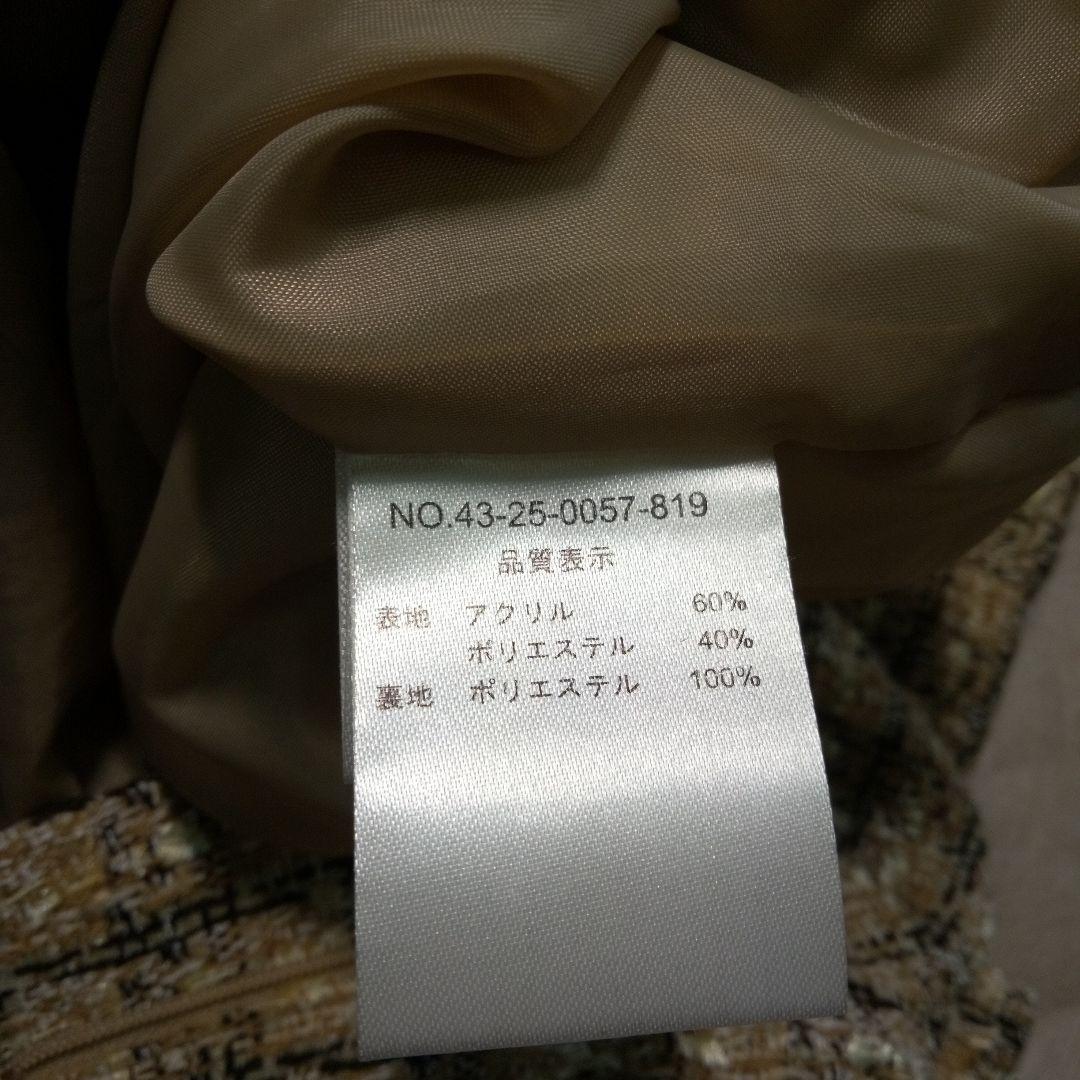 NO.43-25-0057-819
品質表示
表地 アクリル 60%
ポリエステル 40%
裏地 ポリエステル 100%